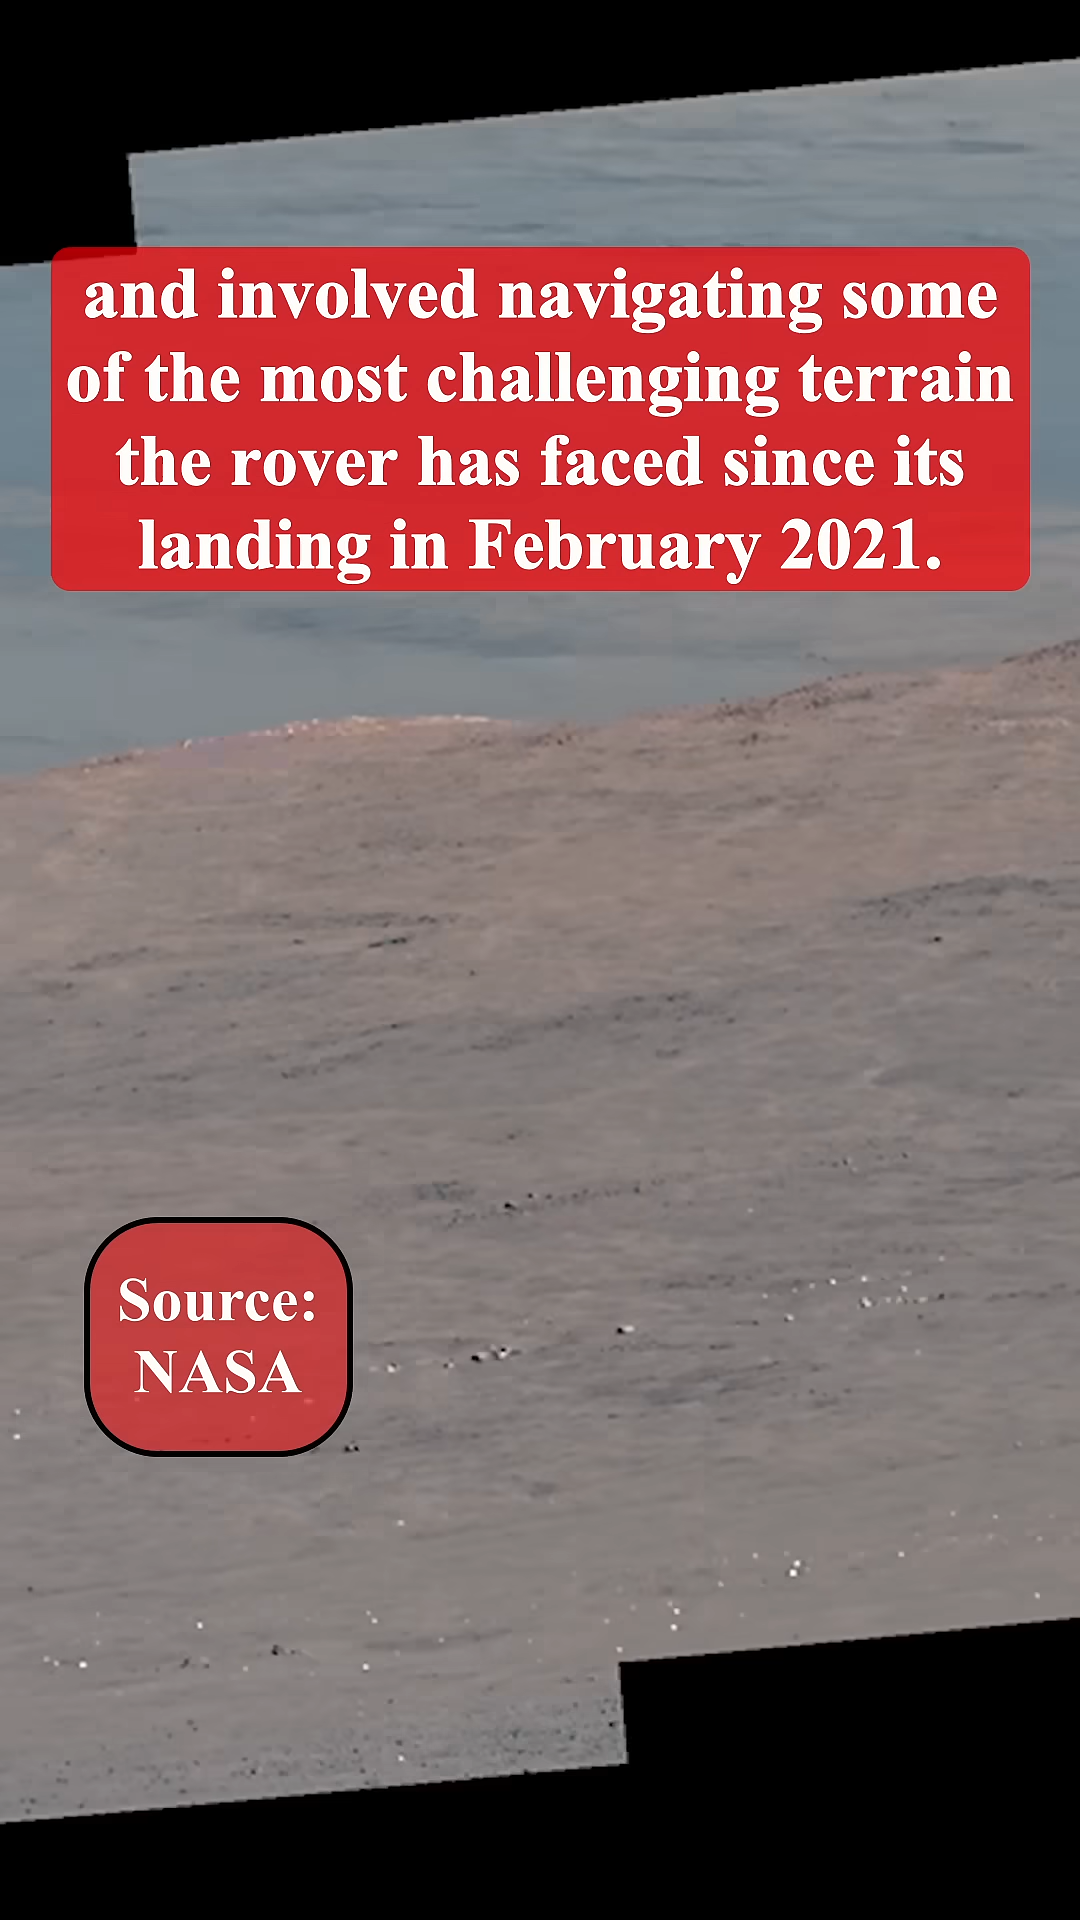 and involved navigating some
of the most challenging terrain
the rover has faced since its
landing in February 2021.
Source:
NASA